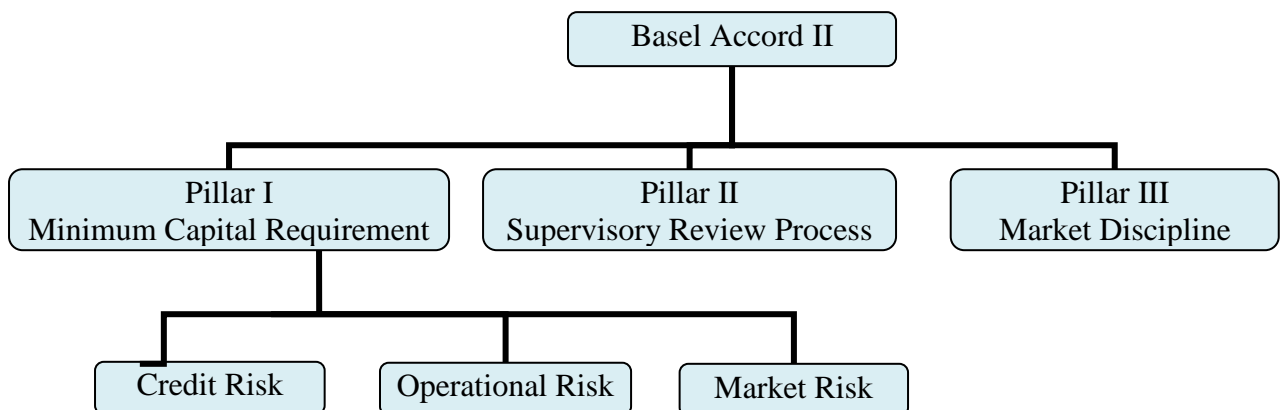 Basel Accord II
Pillar I
Minimum Capital Requirement
Pillar II
Supervisory Review Process
Pillar III
Market Discipline
Credit Risk
Operational Risk
Market Risk